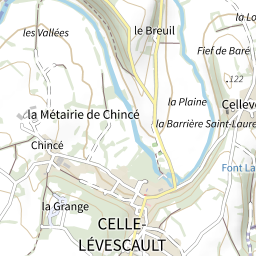 les Vallées
le Breuil
Fief de Baré
122
la Plaine
la Métairie de Chincé
la Barrière Saint-Laure
Chincé
Font La
la Grange
CELLE-
LÉVESCAULT